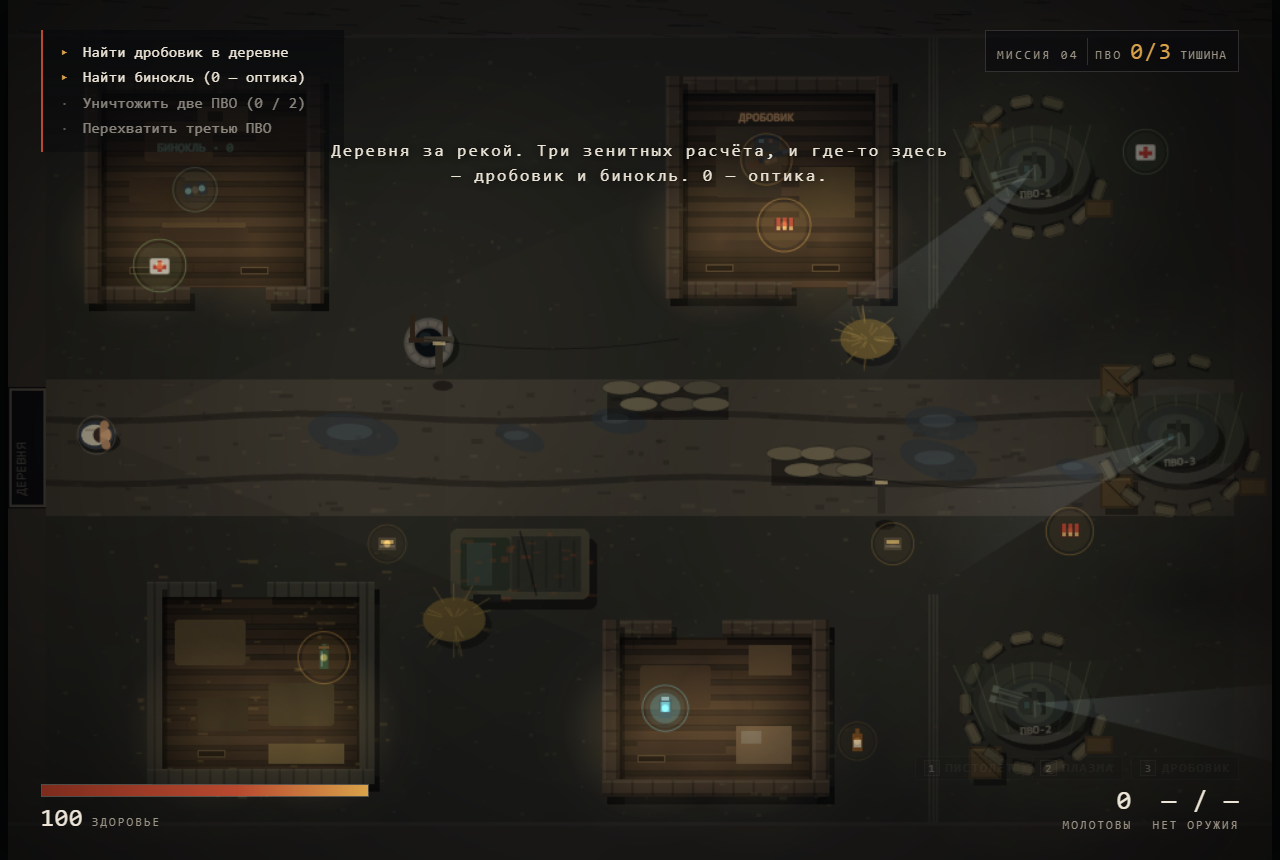 ▸ Найти дробовик в деревне
▸ Найти бинокль (0 — оптика)
· Уничтожить две ПВО (0 / 2)
· Перехватить третью ПВО
МИССИЯ 04 ПВО 0/3 ТИШИНА
БИНОКЛЬ · 0
ДРОБОВИК
Деревня за рекой. Три зенитных расчёта, и где-то здесь
— дробовик и бинокль. 0 — оптика.
ПВО-1
ДЕРЕВНЯ
ПВО-3
ПВО-2
1 ПИСТОЛЕТ 2 ПЛАЗМА 3 ДРОБОВИК
100 ЗДОРОВЬЕ
0 — / —
МОЛОТОВЫ НЕТ ОРУЖИЯ